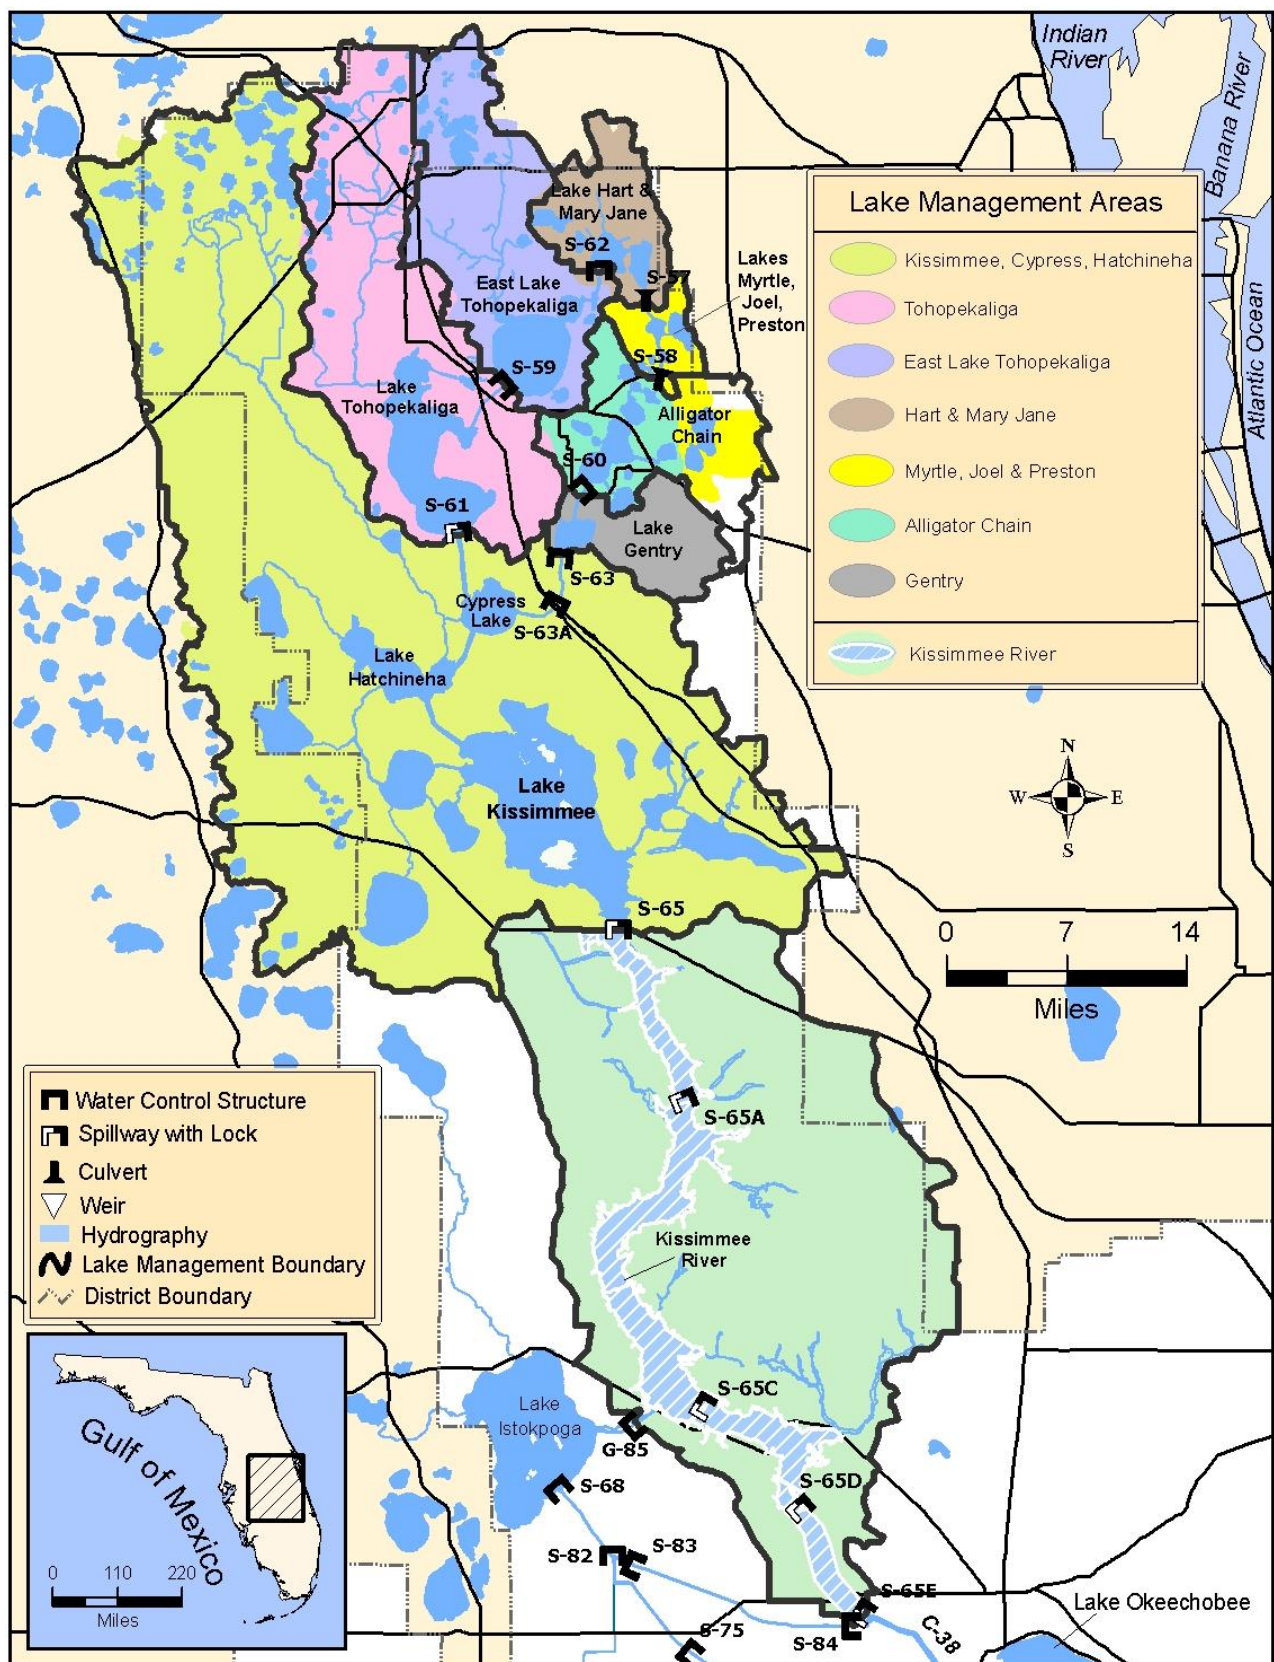 Indian
River
Banana River
Atlantic Ocean
Lake Management Areas
Kissimmee, Cypress, Hatchineha
Tohopekaliga
East Lake Tohopekaliga
Hart & Mary Jane
Myrtle, Joel & Preston
Alligator Chain
Gentry
Kissimmee River
Lake Hart &
Mary Jane
S-62
S-57
Lakes
Myrtle,
Joel,
Preston
East Lake
Tohopekaliga
S-59
S-58
Lake
Tohopekaliga
Alligator
Chain
S-60
S-61
Lake
Gentry
S-63
Cypress
Lake
S-63A
Lake
Hatchineha
Lake
Kissimmee
N
W
E
S
S-65
0 7 14
Miles
S-65A
Kissimmee
River
Water Control Structure
Spillway with Lock
Culvert
Weir
Hydrography
Lake Management Boundary
District Boundary
S-65C
Lake
Istokpoga
G-85
S-68
S-65D
S-82
S-83
S-65E
S-84
S-75
C-38
Lake Okeechobee
Gulf of Mexico
0 110 220
Miles